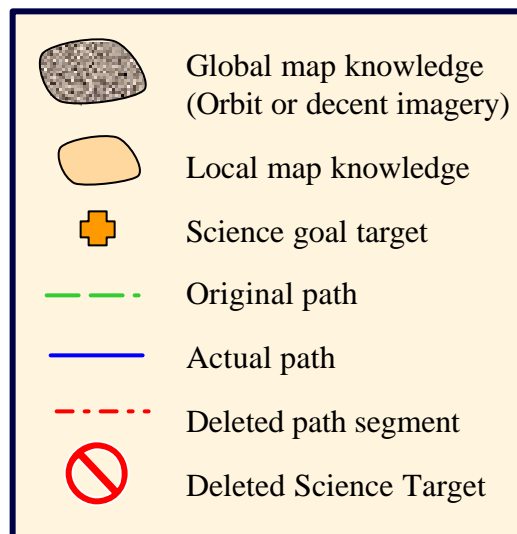 Global map knowledge
(Orbit or decent imagery)
Local map knowledge
Science goal target
Original path
Actual path
Deleted path segment
Deleted Science Target